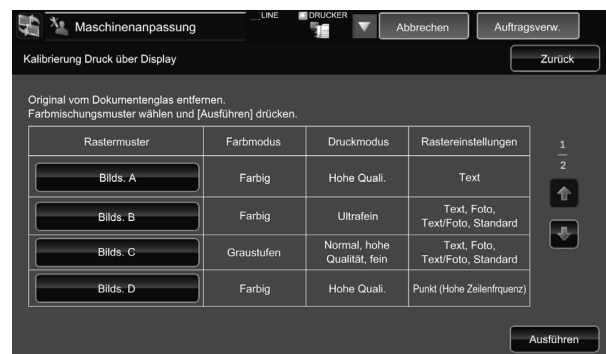 Maschinenanpassung
LINE
DRUCKER
Abbrechen
Auftragsverw.
Kalibrierung Druck über Display
Zurück
Original vom Dokumentenglas entfernen.
Farbmischungsmuster wählen und [Ausführen] drücken.
Rastermuster Farbmodus Druckmodus Rastereinstellungen
Bilds. A Farbig Hohe Quali. Text
Bilds. B Farbig Ultrafein Text, Foto,
Text/Foto, Standard
Bilds. C Graustufen Normal, hohe
Qualität, fein
Text, Foto,
Text/Foto, Standard
Bilds. D Farbig Hohe Quali. Punkt (Hohe Zeilenfrquenz)
1
2
Ausführen